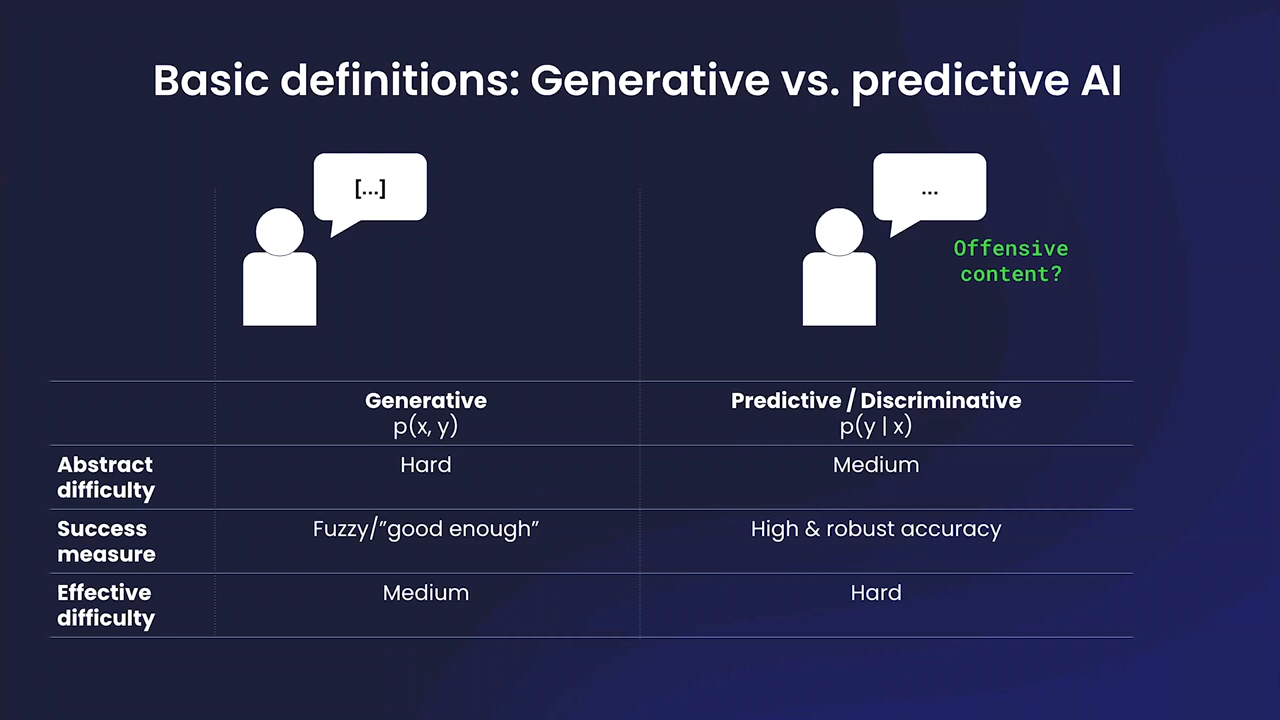 Basic definitions: Generative vs. predictive AI
[...]
...
Offensive
content?
Generative
p(x, y)
Predictive / Discriminative
p(y | x)
Abstract
difficulty
Hard
Medium
Success
measure
Fuzzy/”good enough”
High & robust accuracy
Effective
difficulty
Medium
Hard